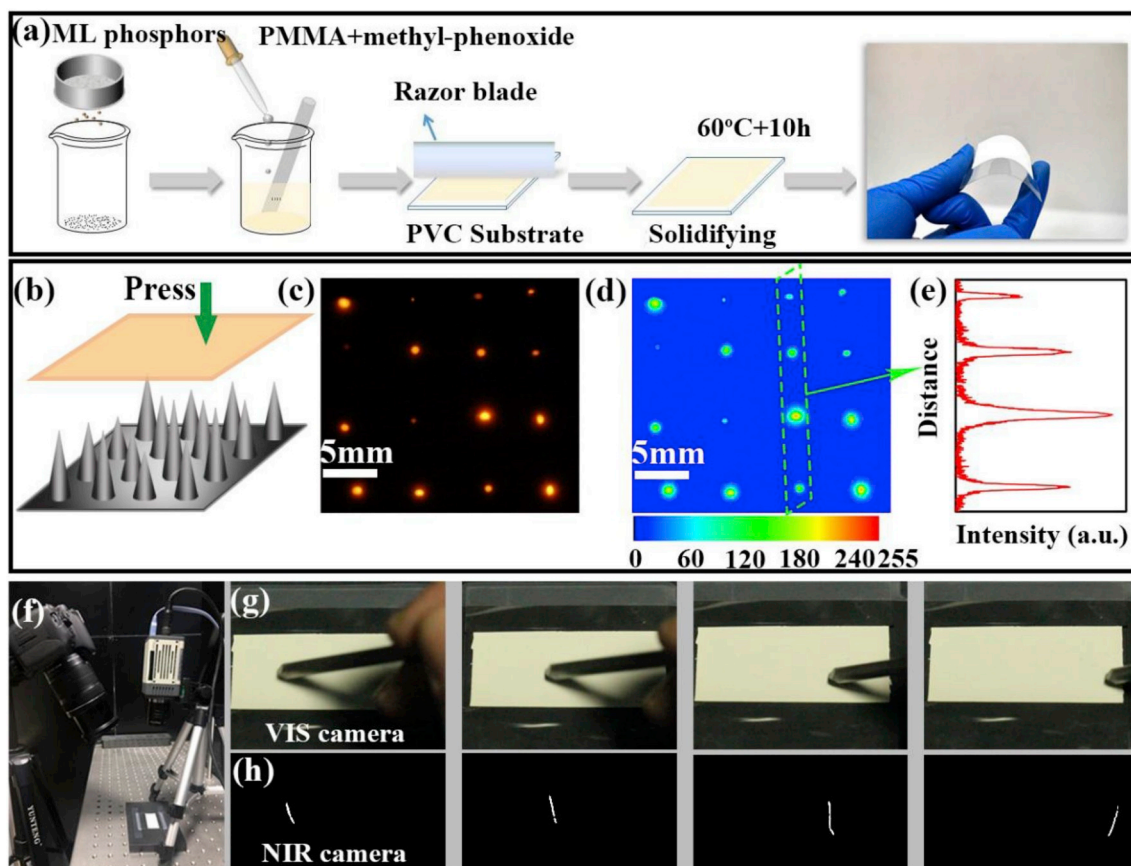 (a)
ML phosphors
PMMA+methyl-phenoxide
Razor blade
60°C+10h
PVC Substrate
Solidifying
(b)
Press
(c)
5mm
(d)
5mm
0 60 120 180 240 255
(e)
Distance
Intensity (a.u.)
(f)
YUNTENG
(g)
VIS camera
(h)
NIR camera